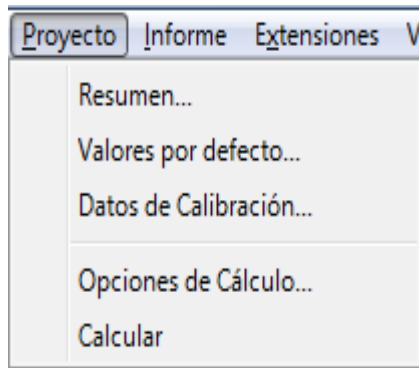 Proyecto Informe Extensiones V
Resumen...
Valores por defecto...
Datos de Calibración...
Opciones de Cálculo...
Calcular